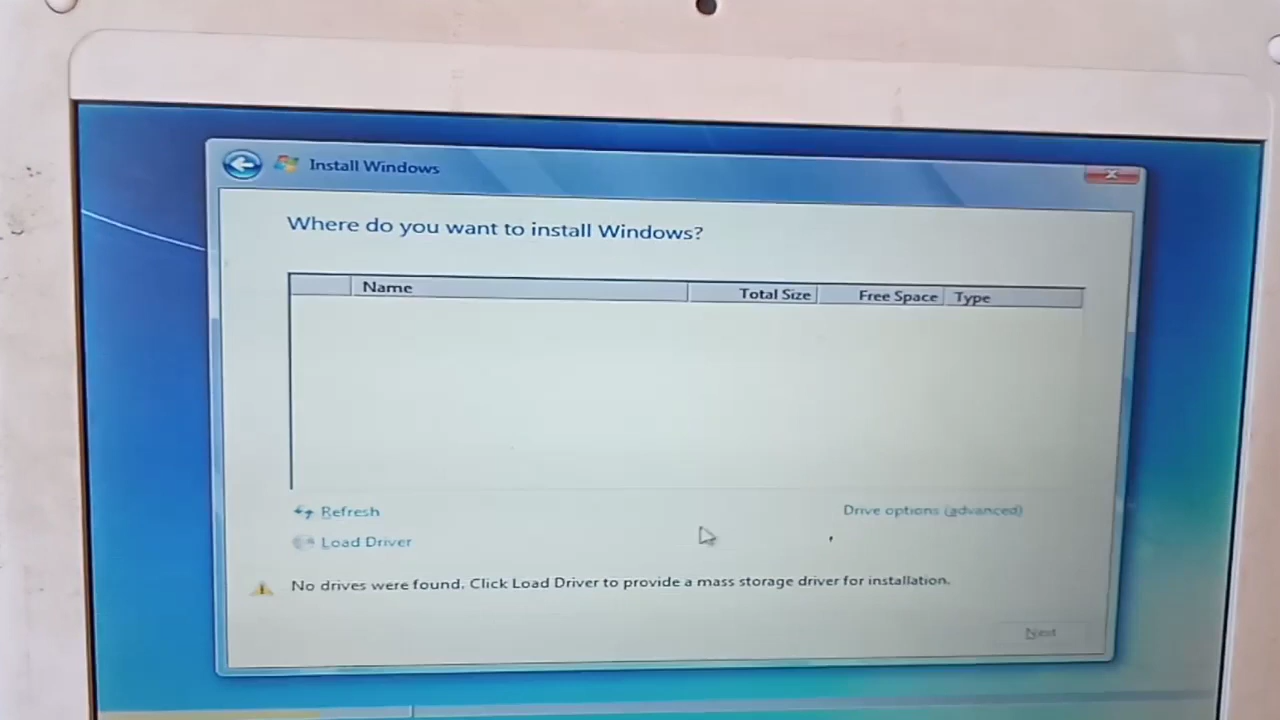 Install Windows
Where do you want to install Windows?
Name Total Size Free Space Type
Refresh Drive options (advanced)
Load Driver
No drives were found. Click Load Driver to provide a mass storage driver for installation.
Next